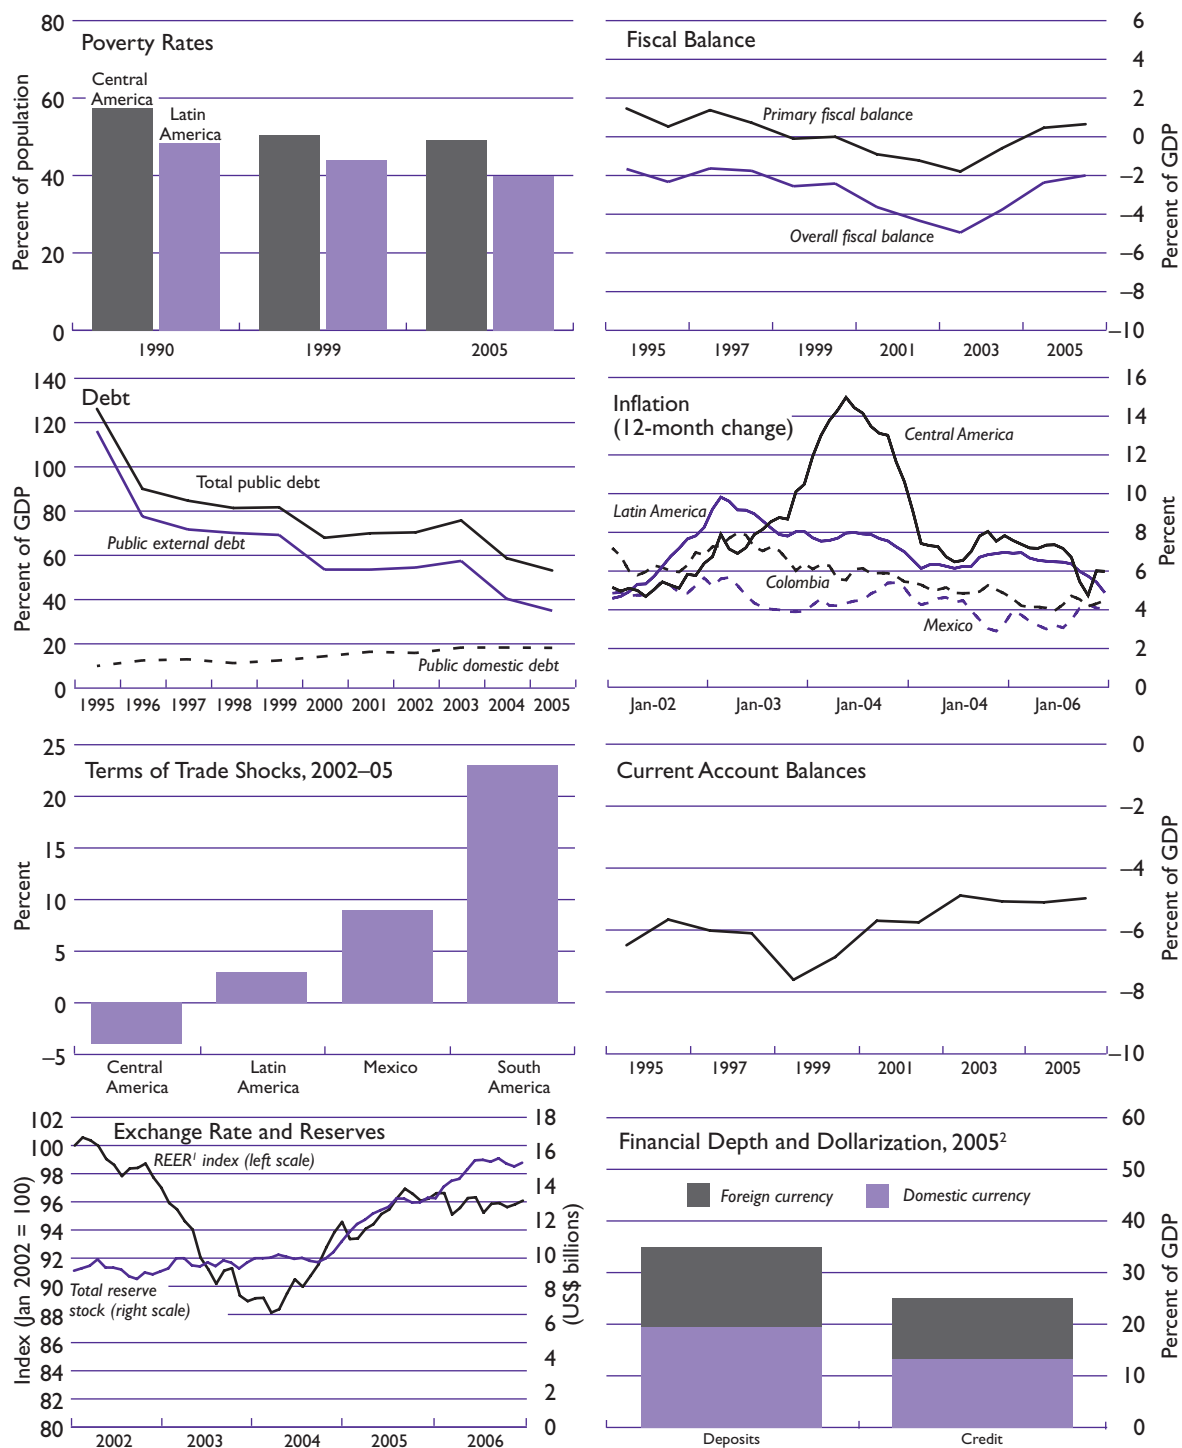 Poverty Rates
Percent of population
80
60
40
20
0
Central
America
Latin
America
1990 1999 2005
Fiscal Balance
Primary fiscal balance
Overall fiscal balance
6
4
2
0
–2
–4
–6
–8
–10
Percent of GDP
1995 1997 1999 2001 2003 2005
Debt
Percent of GDP
140
120
100
80
60
40
20
0
Total public debt
Public external debt
Public domestic debt
1995 1996 1997 1998 1999 2000 2001 2002 2003 2004 2005
Inflation
(12-month change)
Central America
Latin America
Colombia
Mexico
16
14
12
10
8
6
4
2
0
Percent
Jan-02 Jan-03 Jan-04 Jan-04 Jan-06
Terms of Trade Shocks, 2002–05
Percent
25
20
15
10
5
0
–5
Central
America
Latin
America
Mexico
South
America
Current Account Balances
0
–2
–4
–6
–8
–10
Percent of GDP
1995 1997 1999 2001 2003 2005
Exchange Rate and Reserves
REER¹ index (left scale)
Total reserve
stock (right scale)
Index (Jan 2002 = 100)
102
100
98
96
94
92
90
88
86
84
82
80
18
16
14
12
10
8
6
4
2
0
(US$ billions)
2002 2003 2004 2005 2006
Financial Depth and Dollarization, 2005²
Foreign currency Domestic currency
60
50
40
30
20
10
0
Percent of GDP
Deposits Credit